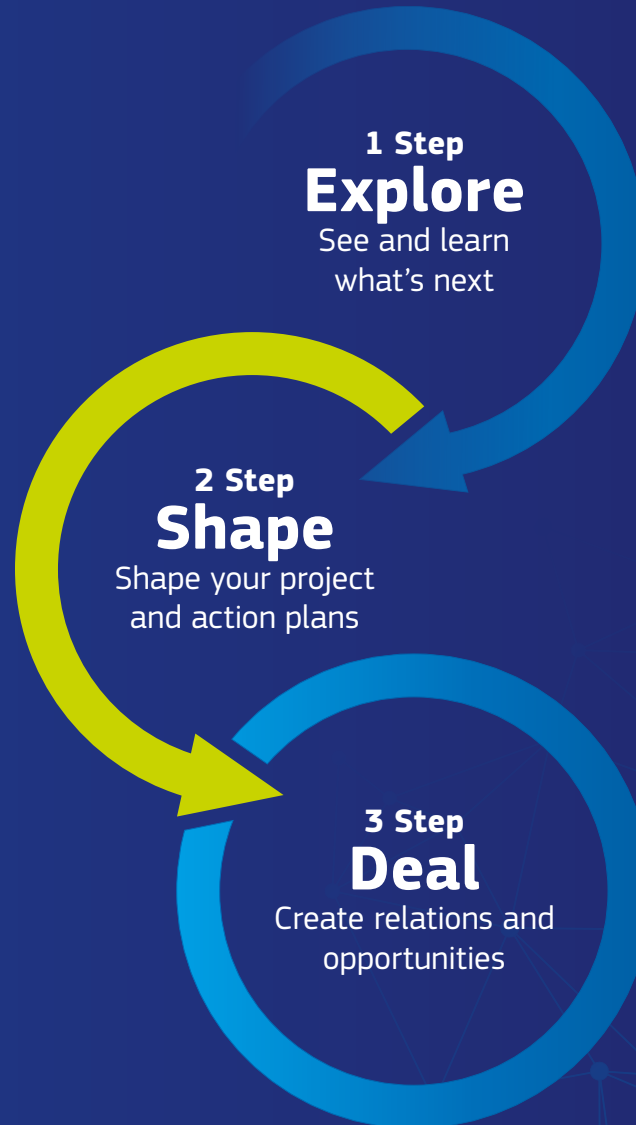 1 Step
Explore
See and learn
what’s next
2 Step
Shape
Shape your project
and action plans
3 Step
Deal
Create relations and
opportunities